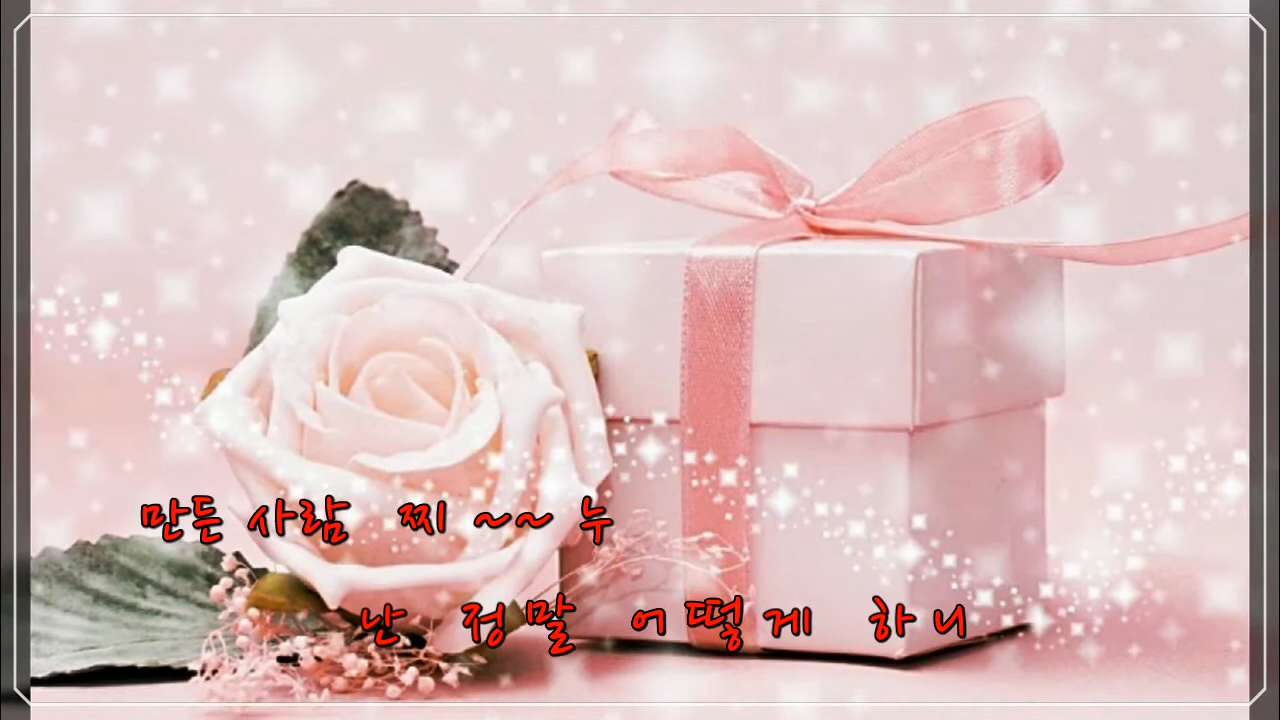 만든 사람 찌 ~~ 누
난 정말 어떻게 하니